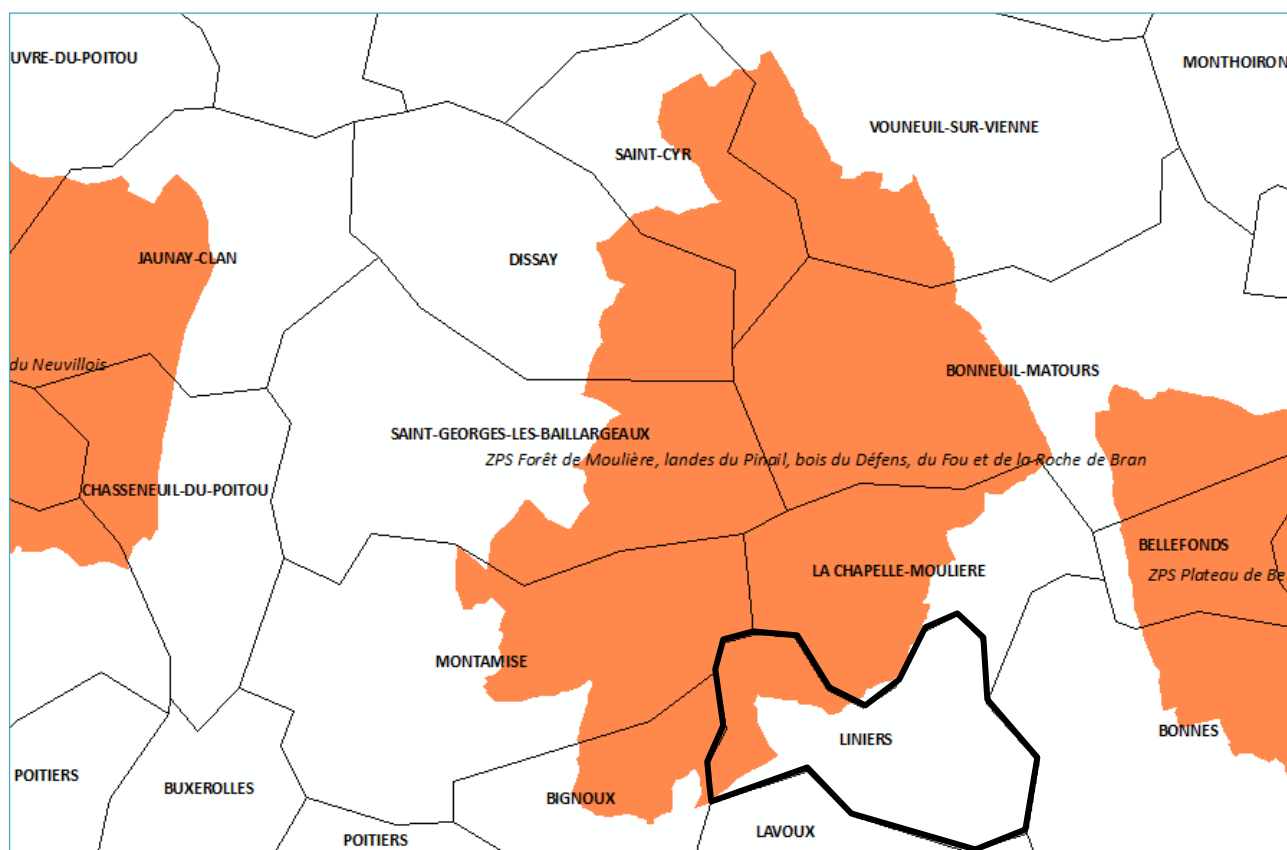 UVRE-DU-POITOU
MONTHOIRON
VOUNEUIL-SUR-VIENNE
SAINT-CYR
JAUNAY-CLAN
DISSAY
du Neuvillois
BONNEUIL-MATOURS
SAINT-GEORGES-LES-BAILLARGEAUX
ZPS Forêt de Moulière, landes du Pinail, bois du Défens, du Fou et de la Roche de Bran
CHASSENEUIL-DU-POITOU
BELLEFONDS
LA CHAPELLE-MOULIERE
ZPS Plateau de Be
MONTAMISE
BONNES
LINIERS
POITIERS
BUXEROLLES
BIGNOUX
LAVOUX
POITIERS